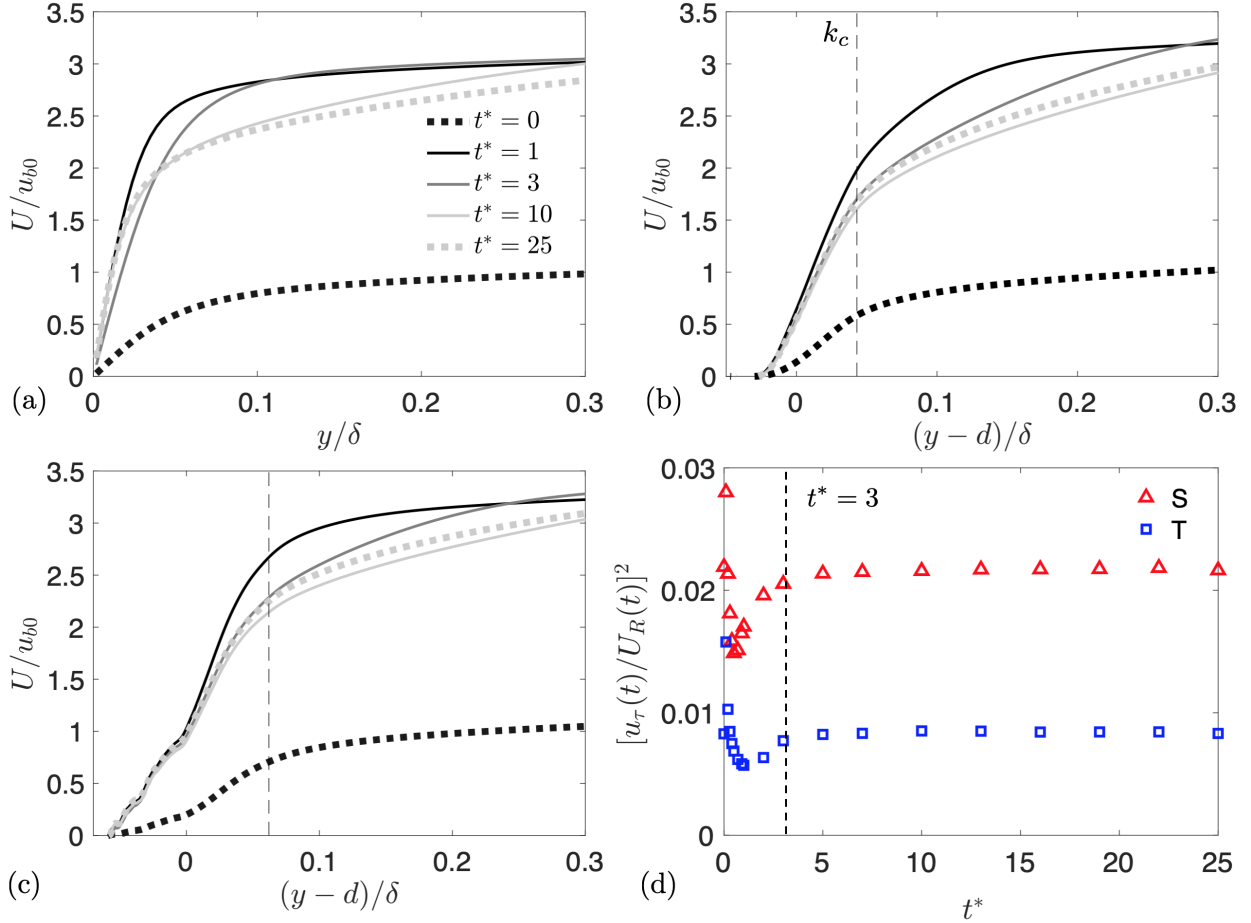 3.5
3
2.5
2
1.5
1
0.5
0
U/u_{b0}
t* = 0
t* = 1
t* = 3
t* = 10
t* = 25
0
0.1
0.2
0.3
(a)
y/δ
3.5
3
2.5
2
1.5
1
0.5
0
U/u_{b0}
k_c
0
0.1
0.2
0.3
(b)
(y − d)/δ
3.5
3
2.5
2
1.5
1
0.5
0
U/u_{b0}
0
0.1
0.2
0.3
(c)
(y − d)/δ
0.03
0.02
0.01
0
[u_τ(t)/U_R(t)]²
t* = 3
S
T
0
5
10
15
20
25
(d)
t*